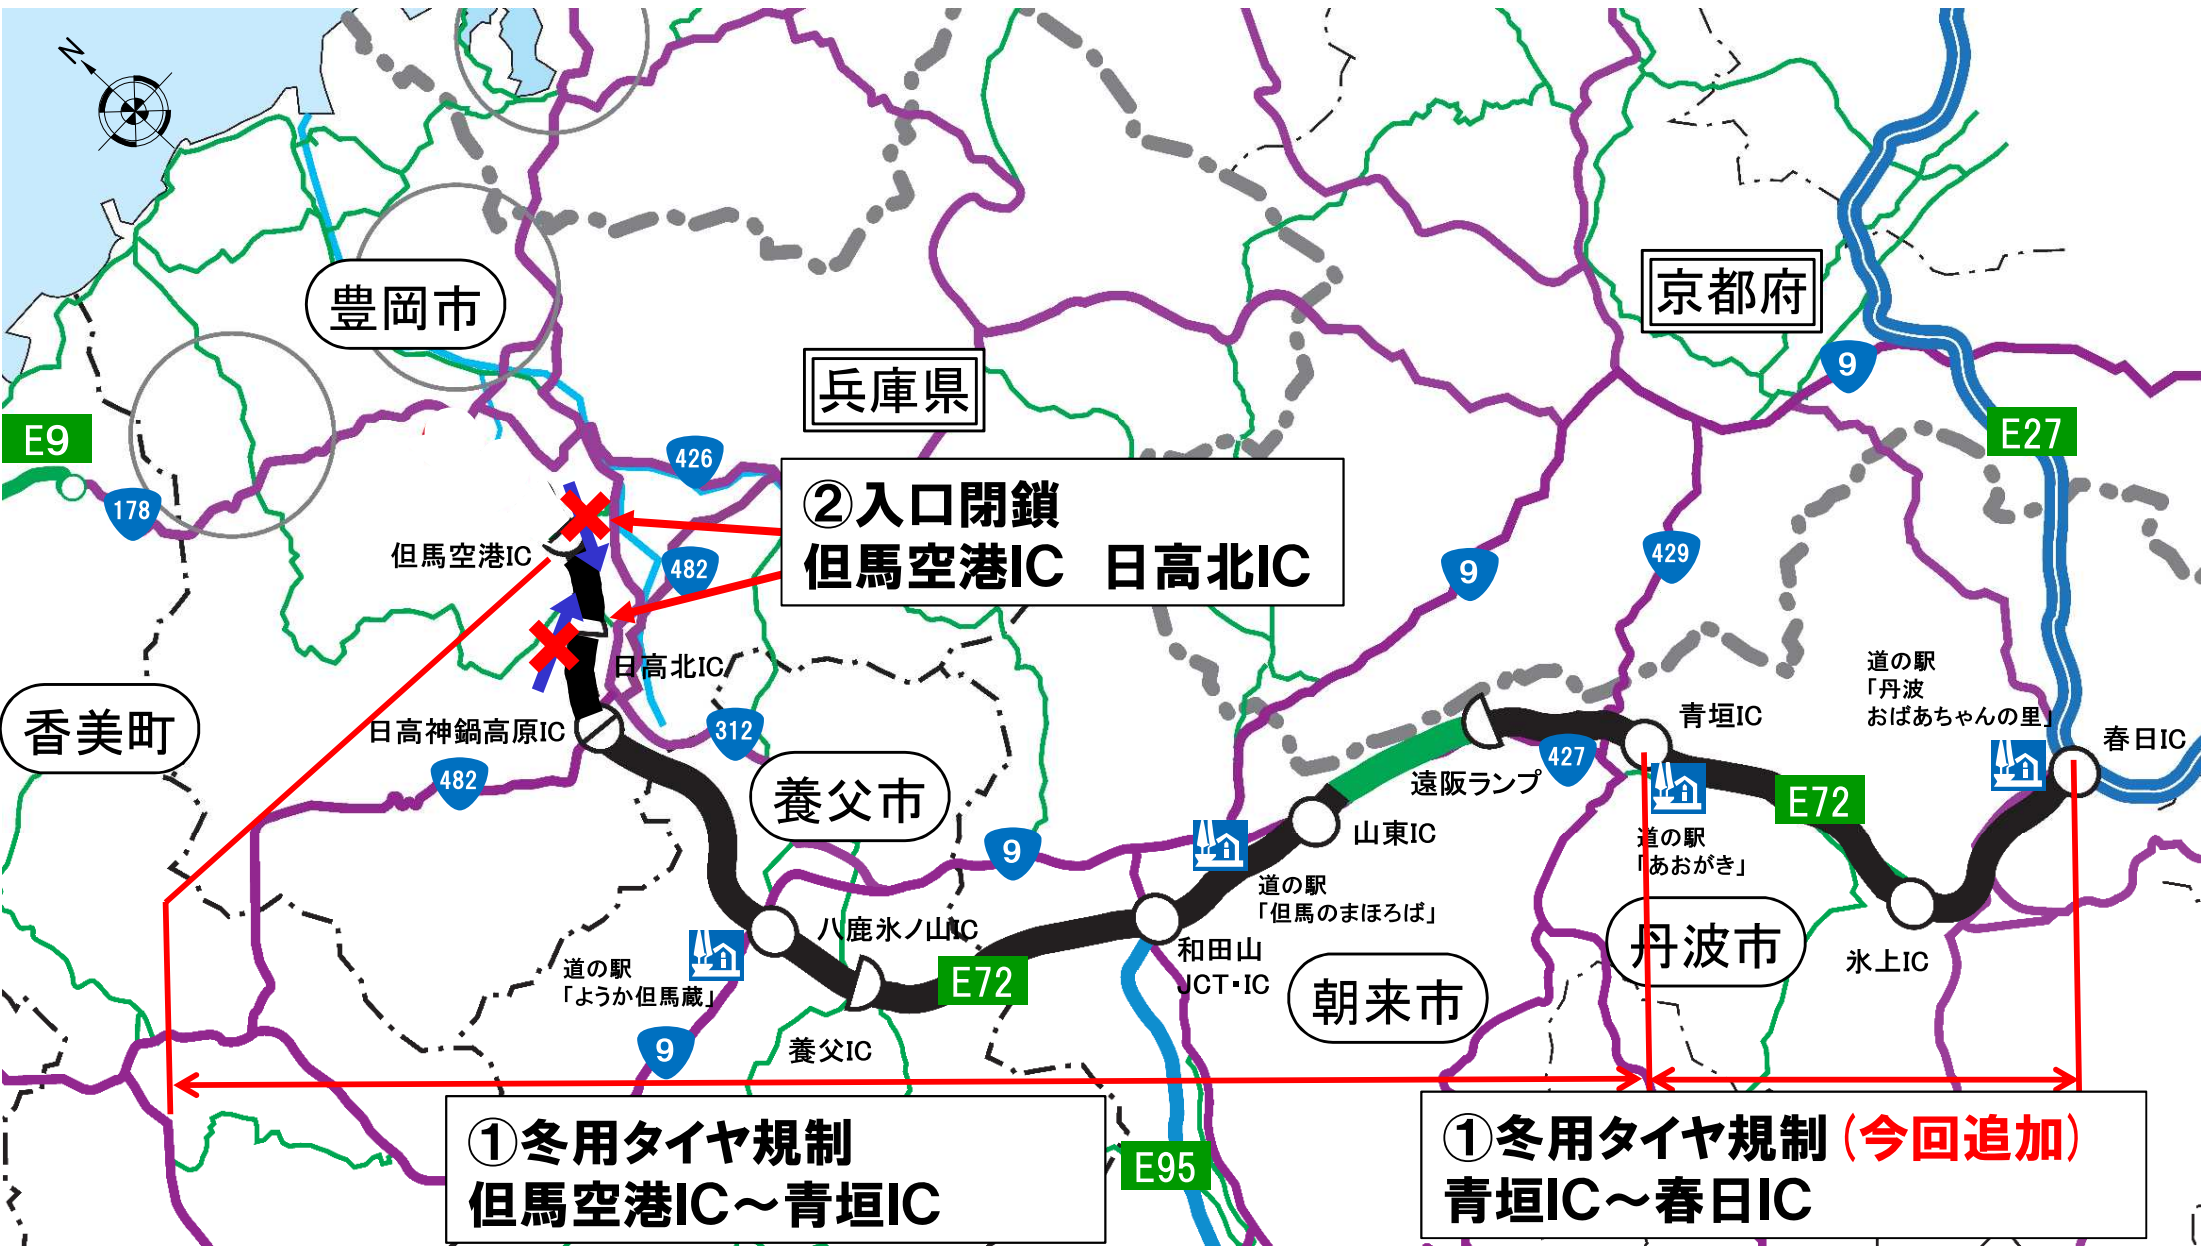 N
豊岡市
兵庫県
京都府
9
E9
178
426
E27
②入口閉鎖
但馬空港IC　日高北IC
但馬空港IC
482
9
429
日高北IC
道の駅
「丹波
おばあちゃんの里」
香美町
日高神鍋高原IC
312
青垣IC
春日IC
482
養父市
427
遠阪ランプ
E72
山東IC
道の駅
「あおがき」
9
道の駅
「但馬のまほろば」
八鹿氷ノ山IC
和田山
JCT・IC
丹波市
氷上IC
道の駅
「ようか但馬蔵」
E72
朝来市
養父IC
9
①冬用タイヤ規制
但馬空港IC～青垣IC
E95
①冬用タイヤ規制（今回追加）
青垣IC～春日IC